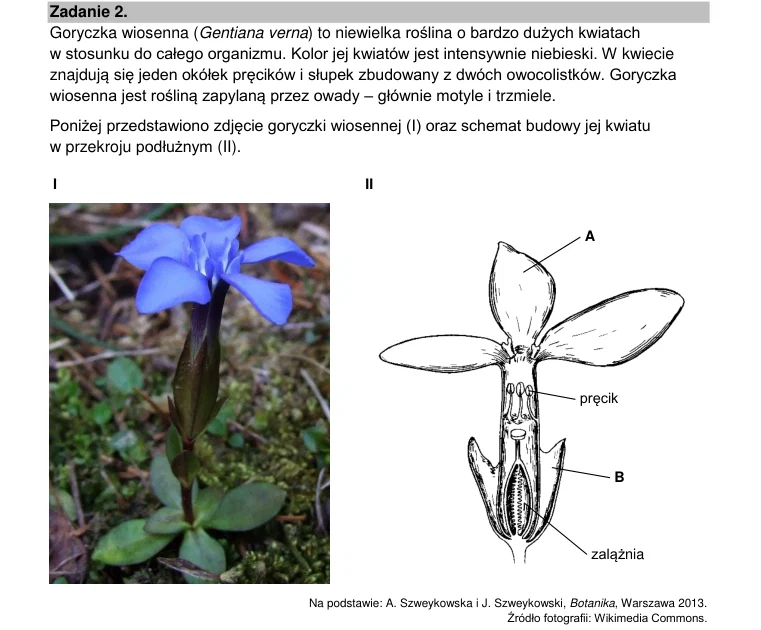 Zadanie 2.
Goryczka wiosenna (Gentiana verna) to niewielka roślina o bardzo dużych kwiatach
w stosunku do całego organizmu. Kolor jej kwiatów jest intensywnie niebieski. W kwiecie
znajdują się jeden okółek pręcików i słupek zbudowany z dwóch owocolistków. Goryczka
wiosenna jest rośliną zapylaną przez owady – głównie motyle i trzmiele.
Poniżej przedstawiono zdjęcie goryczki wiosennej (I) oraz schemat budowy jej kwiatu
w przekroju podłużnym (II).
I
II
A
pręcik
B
zalążnia
Na podstawie: A. Szweykowska i J. Szweykowski, Botanika, Warszawa 2013.
Źródło fotografii: Wikimedia Commons.